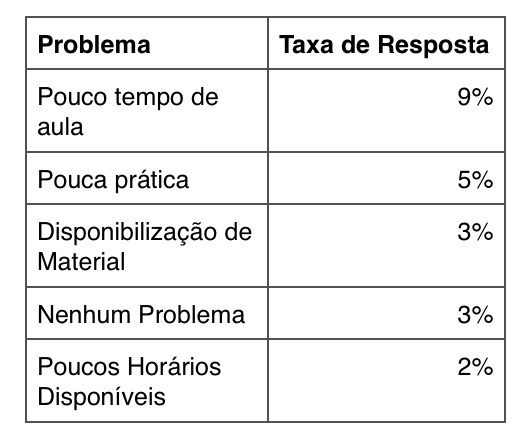 Problema Taxa de Resposta
Pouco tempo de 9%
aula
Pouca prática 5%
Disponibilização de 3%
Material
Nenhum Problema 3%
Poucos Horários 2%
Disponíveis